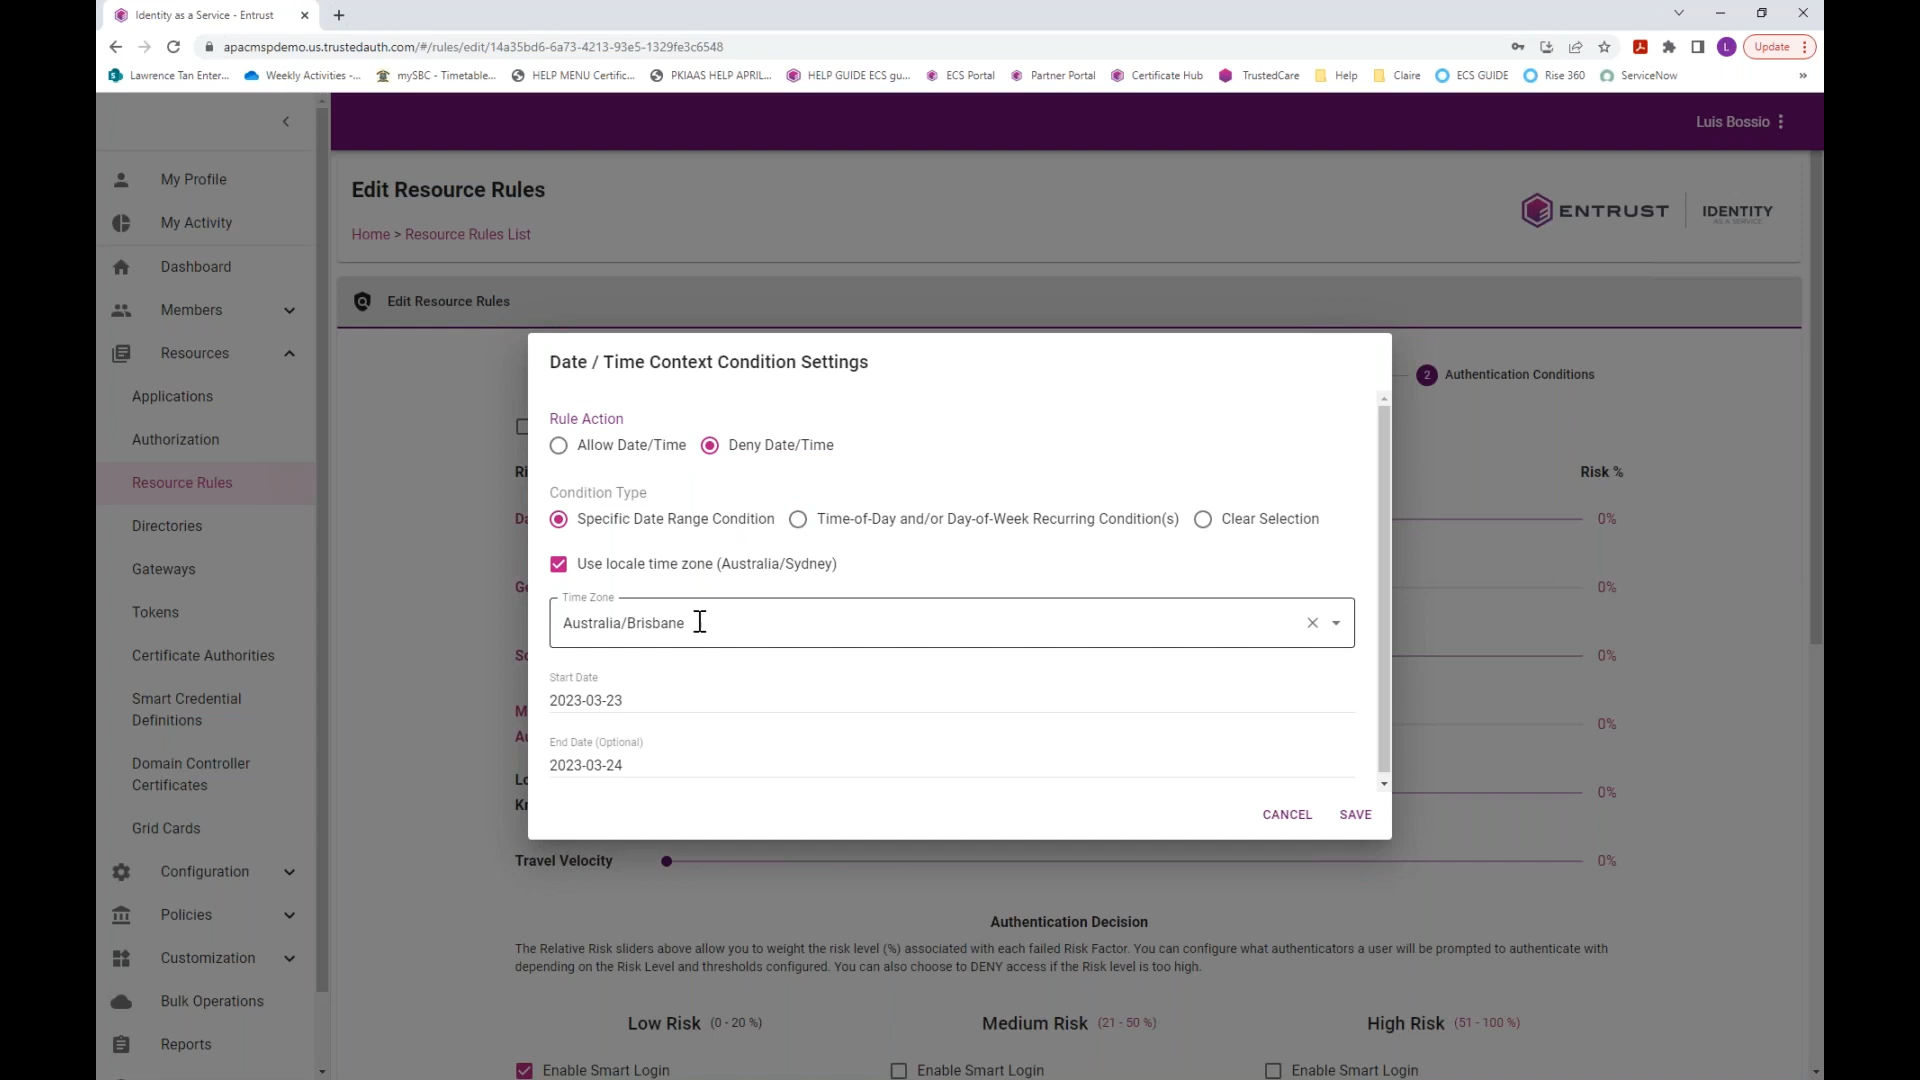 Identity as a Service - Entrust
apacmspdemo.us.trustedauth.com/#/rules/edit/14a35bd6-6a73-4213-93e5-1329fe3c6548
L
Update
Lawrence Tan Enter...
Weekly Activities -...
mySBC - Timetable...
HELP MENU Certific...
PKIAAS HELP APRIL...
HELP GUIDE ECS gu...
ECS Portal
Partner Portal
Certificate Hub
TrustedCare
Help
Claire
ECS GUIDE
Rise 360
ServiceNow
»
Luis Bossio
My Profile
My Activity
Dashboard
Members
Resources
Applications
Authorization
Resource Rules
Directories
Gateways
Tokens
Certificate Authorities
Smart Credential
Definitions
Domain Controller
Certificates
Grid Cards
Configuration
Policies
Customization
Bulk Operations
Reports
Edit Resource Rules
Home > Resource Rules List
ENTRUST
IDENTITY
AS A SERVICE
Edit Resource Rules
2 Authentication Conditions
Ri
Risk %
Da
0%
Ge
0%
So
0%
M
Au
0%
Lo
Kn
0%
Date / Time Context Condition Settings
Rule Action
Allow Date/Time
Deny Date/Time
Condition Type
Specific Date Range Condition
Time-of-Day and/or Day-of-Week Recurring Condition(s)
Clear Selection
Use locale time zone (Australia/Sydney)
Time Zone
Australia/Brisbane
Start Date
2023-03-23
End Date (Optional)
2023-03-24
CANCEL
SAVE
Travel Velocity
0%
Authentication Decision
The Relative Risk sliders above allow you to weight the risk level (%) associated with each failed Risk Factor. You can configure what authenticators a user will be prompted to authenticate with
depending on the Risk Level and thresholds configured. You can also choose to DENY access if the Risk level is too high.
Low Risk (0 - 20 %)
Medium Risk (21 - 50 %)
High Risk (51 - 100 %)
Enable Smart Login
Enable Smart Login
Enable Smart Login